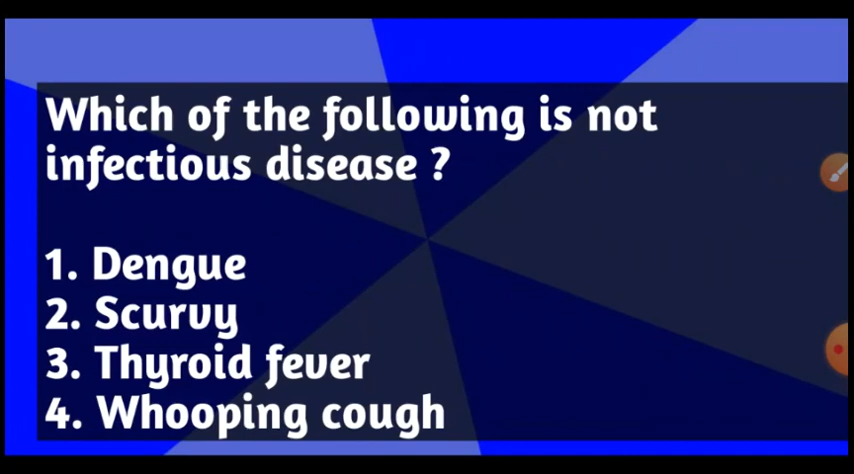 Which of the following is not
infectious disease ?
1. Dengue
2. Scurvy
3. Thyroid fever
4. Whooping cough